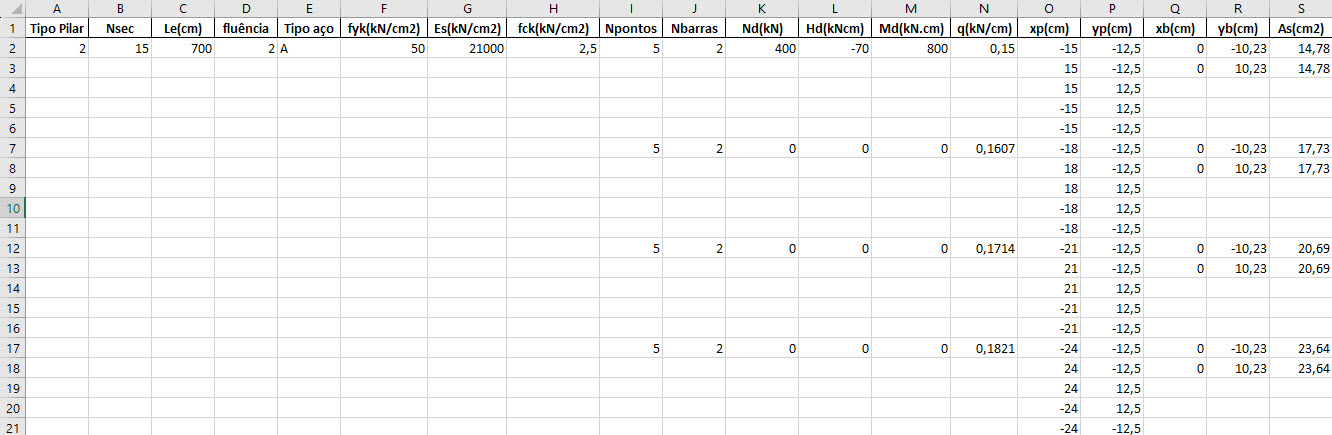 A B C D E F G H I J K L M N O P Q R S
1 Tipo Pilar Nsec Le(cm) fluência Tipo aço fyk(kN/cm2) Es(kN/cm2) fck(kN/cm2) Npontos Nbarras Nd(kN) Hd(kNcm) Md(kN.cm) q(kN/cm) xp(cm) yp(cm) xb(cm) yb(cm) As(cm2)
2 2 15 700 2 A 50 21000 2,5 5 2 400 -70 800 0,15 -15 -12,5 0 -10,23 14,78
3 15 -12,5 0 10,23 14,78
4 15 12,5
5 -15 12,5
6 -15 -12,5
7 5 2 0 0 0 0,1607 -18 -12,5 0 -10,23 17,73
8 18 -12,5 0 10,23 17,73
9 18 12,5
10 -18 12,5
11 -18 -12,5
12 5 2 0 0 0 0,1714 -21 -12,5 0 -10,23 20,69
13 21 -12,5 0 10,23 20,69
14 21 12,5
15 -21 12,5
16 -21 -12,5
17 5 2 0 0 0 0,1821 -24 -12,5 0 -10,23 23,64
18 24 -12,5 0 10,23 23,64
19 24 12,5
20 -24 12,5
21 -24 -12,5